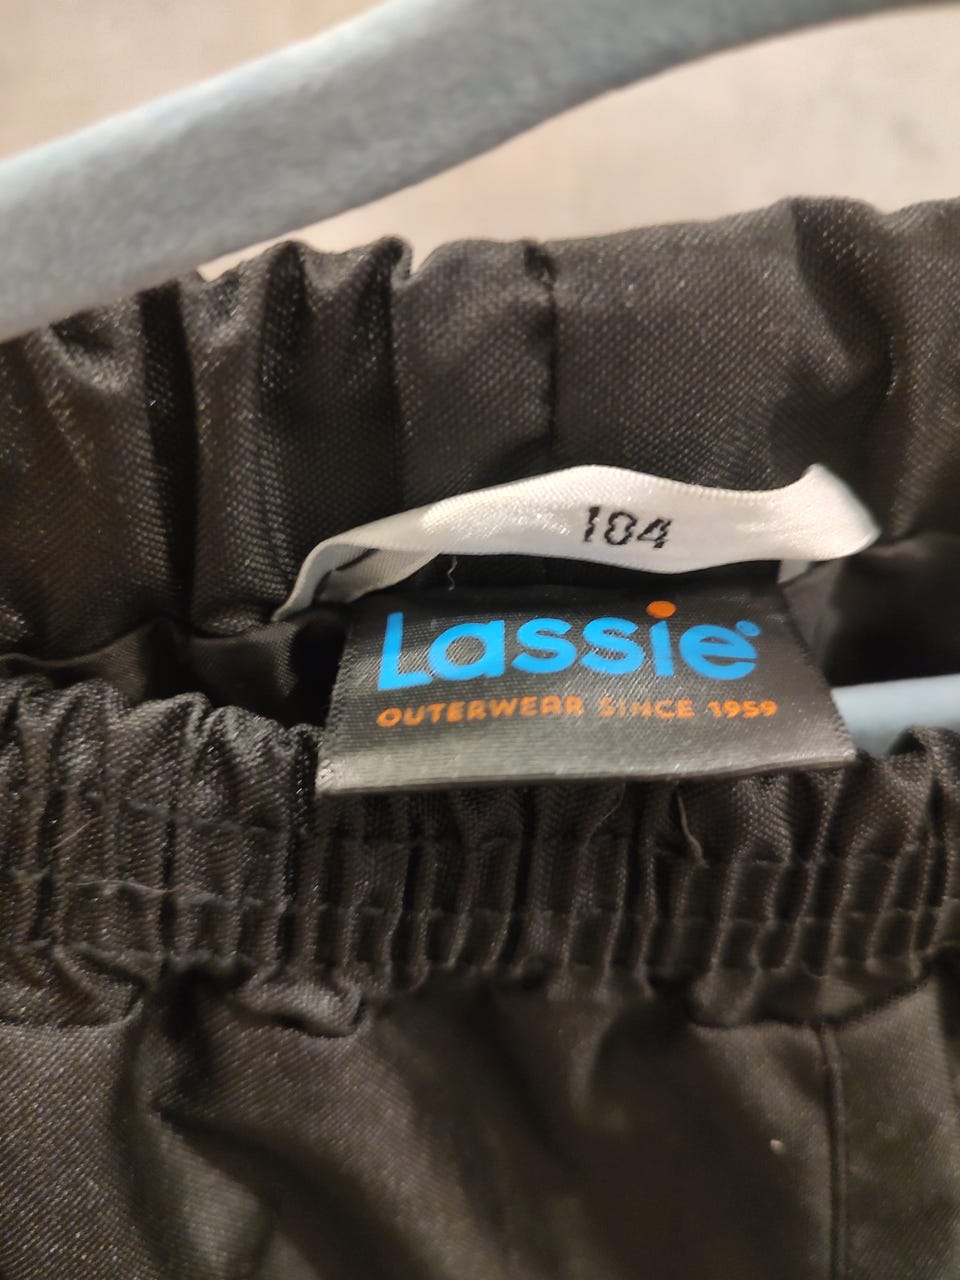 104
Lassie®
OUTERWEAR SINCE 1959